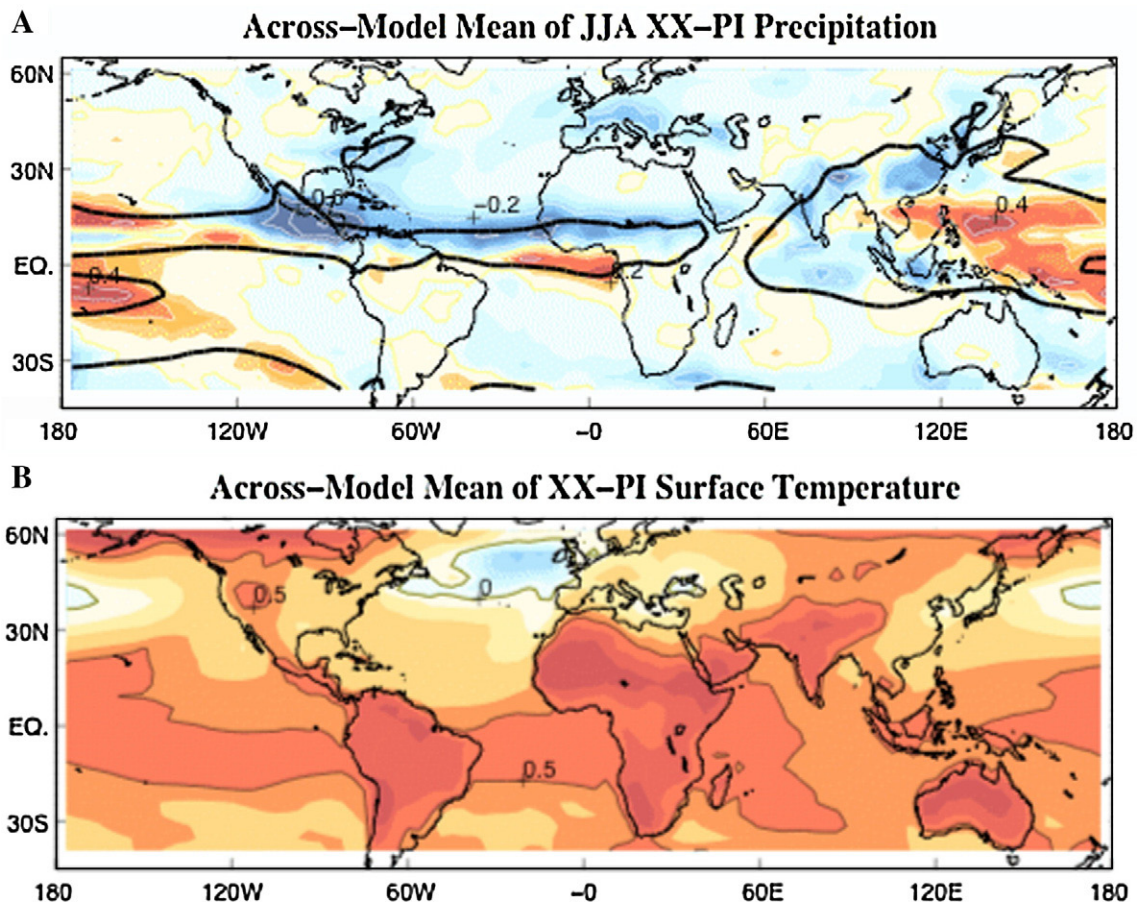 A
Across-Model Mean of JJA XX-PI Precipitation
60N
30N
EQ.
30S
-0.2
0.4
0.4
180
120W
60W
-0
60E
120E
180
B
Across-Model Mean of XX-PI Surface Temperature
60N
30N
EQ.
30S
0.5
0
0.5
180
120W
60W
-0
60E
120E
180